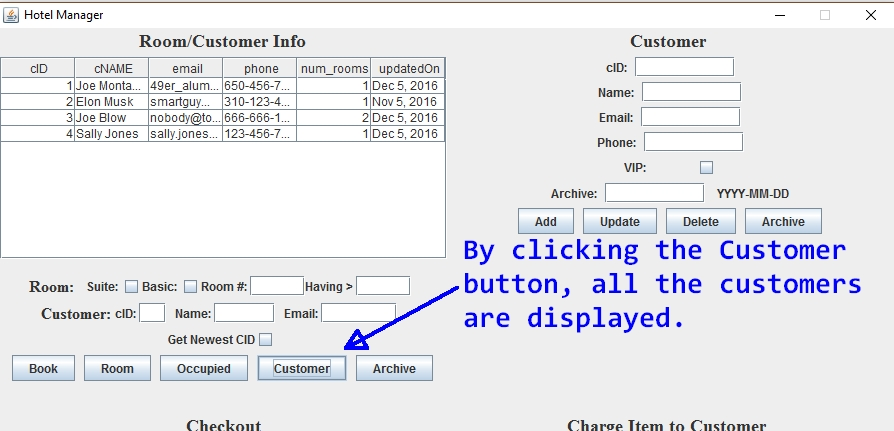 Hotel Manager
Room/Customer Info
cID cNAME email phone num_rooms updatedOn
1 Joe Monta... 49er_alum... 650-456-7... 1 Dec 5, 2016
2 Elon Musk smartguy... 310-123-4... 1 Nov 5, 2016
3 Joe Blow nobody@to... 666-666-1... 2 Dec 5, 2016
4 Sally Jones sally.jones... 123-456-7... 1 Dec 5, 2016
Customer
cID:
Name:
Email:
Phone:
VIP:
Archive: YYYY-MM-DD
Add Update Delete Archive
By clicking the Customer
button, all the customers
are displayed.
Room: Suite: Basic: Room #: Having >
Customer: cID: Name: Email:
Get Newest CID
Book Room Occupied Customer Archive
Checkout
Charge Item to Customer